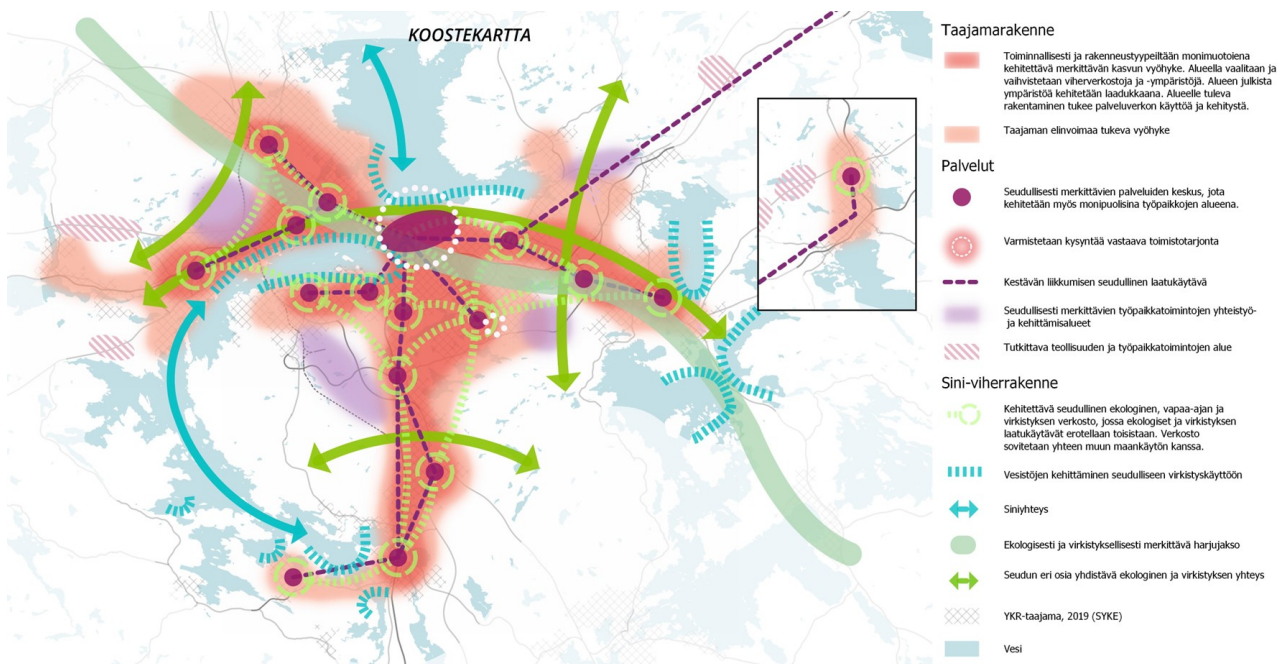 KOOSTEKARTTA
Taajamarakenne
Toiminnallisesti ja rakennustyypeiltään monimuotoiena
kehitettävä merkittävän kasvun vyöhyke. Alueella vaalitaan ja
vaihvistetaan viherverkostoja ja -ympäristöjä. Alueen julkista
ympäristöä kehitetään laadukkaana. Alueelle tuleva
rakentaminen tukee palveluverkon käyttöä ja kehitystä.
Taajaman elinvoimaa tukeva vyöhyke
Palvelut
Seudullisesti merkittävien palveluiden keskus, jota
kehitetään myös monipuolisina työpaikkojen alueena.
Varmistetaan kysyntää vastaava toimistotarjonta
Kestävän liikkumisen seudullinen laatukäytävä
Seudullisesti merkittävien työpaikkatoimintojen yhteistyö-
ja kehittämisalueet
Tutkittava teollisuuden ja työpaikkatoimintojen alue
Sini-viherrakenne
Kehitettävä seudullinen ekologinen, vapaa-ajan ja
virkistyksen verkosto, jossa ekologiset ja virkistyksen
laatukäytävät erotellaan toisistaan. Verkosto
sovitetaan yhteen muun maankäytön kanssa.
Vesistöjen kehittäminen seudulliseen virkistyskäyttöön
Siniyhteys
Ekologisesti ja virkistyksellisesti merkittävä harjujakso
Seudun eri osia yhdistävä ekologinen ja virkistyksen yhteys
YKR-taajama, 2019 (SYKE)
Vesi